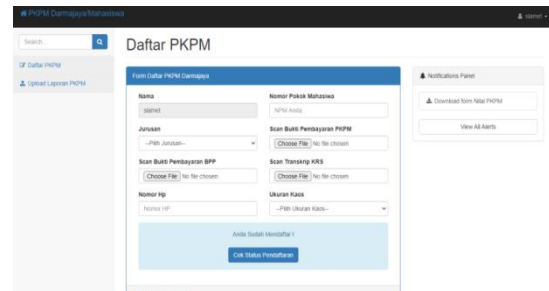 PKPM Darmajaya/Mahasiswa
slamet
Search...
Daftar PKPM
Upload Laporan PKPM
Daftar PKPM
Form Daftar PKPM Darmajaya
Nama
Nomor Pokok Mahasiswa
slamet
NPM Anda
Jurusan
Scan Bukti Pembayaran PKPM
--Pilih Jurusan--
Choose File No file chosen
Scan Bukti Pembayaran BPP
Scan Transkrip KRS
Choose File No file chosen
Choose File No file chosen
Nomor Hp
Ukuran Kaos
Nomor HP
--Pilih Ukuran Kaos--
Anda Sudah Mendaftar !
Cek Status Pendaftaran
Notifications Panel
Download form Nilai PKPM
View All Alerts